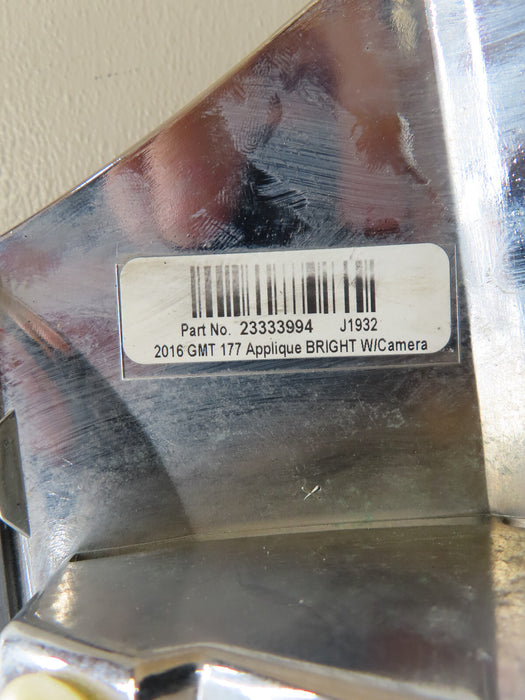 Part No. 23333994 J1932
2016 GMT 177 Applique BRIGHT W/Camera